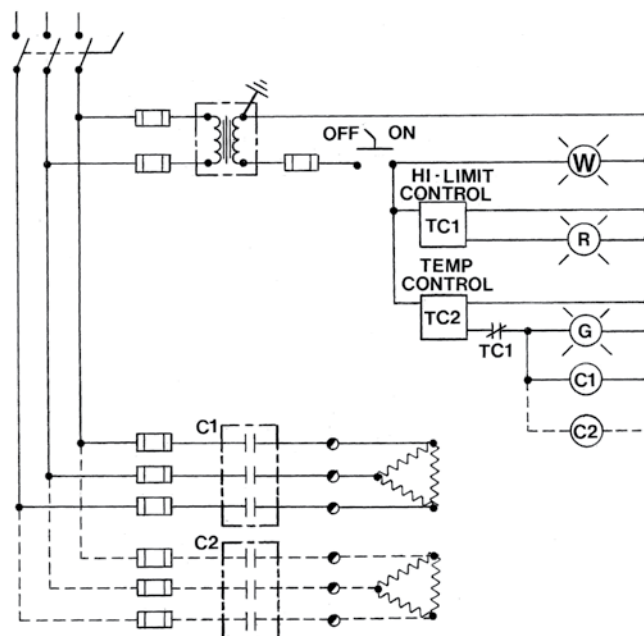 OFF ON
W
HI-LIMIT
CONTROL
TC1
R
TEMP
CONTROL
TC2
TC1
G
C1
C2
C1
C2